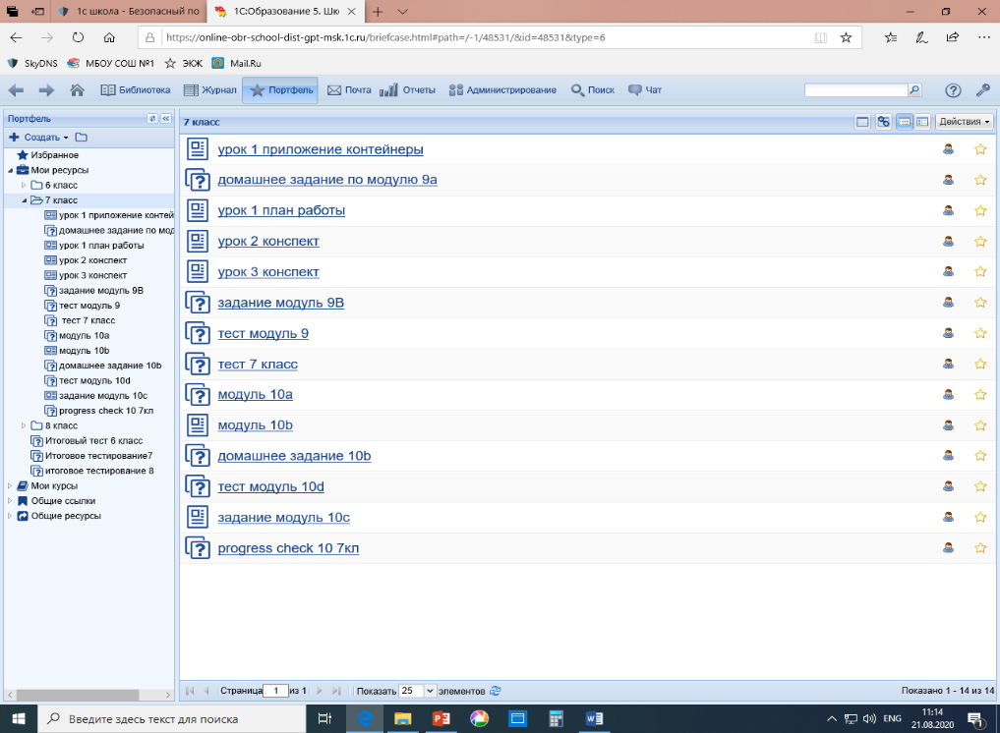 1с школа - Безопасный по
1С:Образование 5. Шк
https://online-obr-school-dist-gpt-msk.1c.ru/briefcase.html#path=/-1/48531/&id=48531&type=6
SkyDNS МБОУ СОШ №1 ЭКЖ Mail.Ru
Библиотека Журнал Портфель Почта Отчеты Администрирование Поиск Чат
Портфель
7 класс
Действия
Создать
Избранное
Мои ресурсы
6 класс
7 класс
урок 1 приложение контей
домашнее задание по мод
урок 1 план работы
урок 2 конспект
урок 3 конспект
задание модуль 9В
тест модуль 9
тест 7 класс
модуль 10a
модуль 10b
домашнее задание 10b
тест модуль 10d
задание модуль 10c
progress check 10 7кл
8 класс
Итоговый тест 6 класс
Итоговое тестирование7
итоговое тестирование 8
Мои курсы
Общие ссылки
Общие ресурсы
урок 1 приложение контейнеры
домашнее задание по модулю 9a
урок 1 план работы
урок 2 конспект
урок 3 конспект
задание модуль 9В
тест модуль 9
тест 7 класс
модуль 10a
модуль 10b
домашнее задание 10b
тест модуль 10d
задание модуль 10c
progress check 10 7кл
Страница 1 из 1 Показать 25 элементов
Показано 1 - 14 из 14
Введите здесь текст для поиска
ENG
11:14
21.08.2020
1